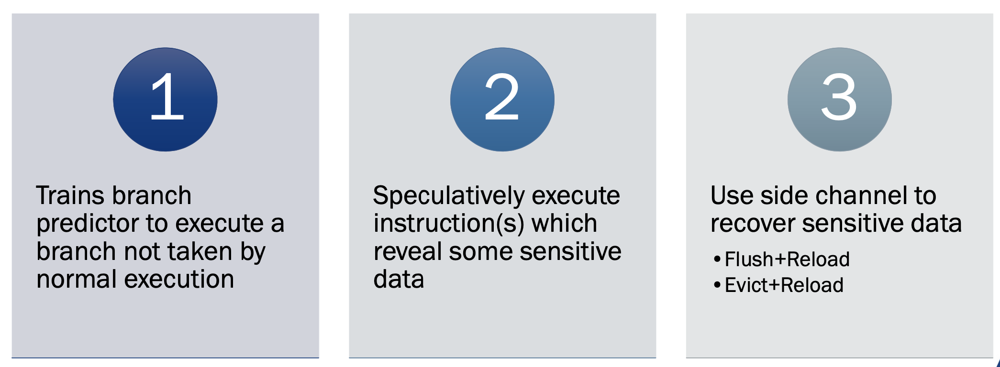 1
Trains branch
predictor to execute a
branch not taken by
normal execution
2
Speculatively execute
instruction(s) which
reveal some sensitive
data
3
Use side channel to
recover sensitive data
•Flush+Reload
•Evict+Reload